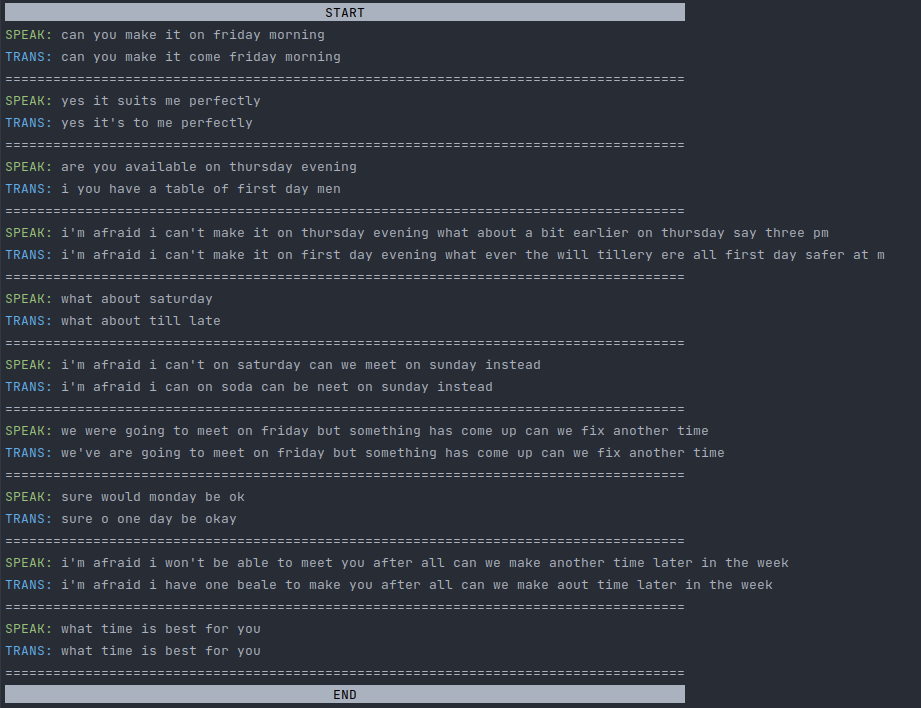 START
SPEAK: can you make it on friday morning
TRANS: can you make it come friday morning
=====================================================================================
SPEAK: yes it suits me perfectly
TRANS: yes it's to me perfectly
=====================================================================================
SPEAK: are you available on thursday evening
TRANS: i you have a table of first day men
=====================================================================================
SPEAK: i'm afraid i can't make it on thursday evening what about a bit earlier on thursday say three pm
TRANS: i'm afraid i can't make it on first day evening what ever the will tillery ere all first day safer at m
=====================================================================================
SPEAK: what about saturday
TRANS: what about till late
=====================================================================================
SPEAK: i'm afraid i can't on saturday can we meet on sunday instead
TRANS: i'm afraid i can on soda can be neet on sunday instead
=====================================================================================
SPEAK: we were going to meet on friday but something has come up can we fix another time
TRANS: we've are going to meet on friday but something has come up can we fix another time
=====================================================================================
SPEAK: sure would monday be ok
TRANS: sure o one day be okay
=====================================================================================
SPEAK: i'm afraid i won't be able to meet you after all can we make another time later in the week
TRANS: i'm afraid i have one beale to make you after all can we make aout time later in the week
=====================================================================================
SPEAK: what time is best for you
TRANS: what time is best for you
=====================================================================================
END